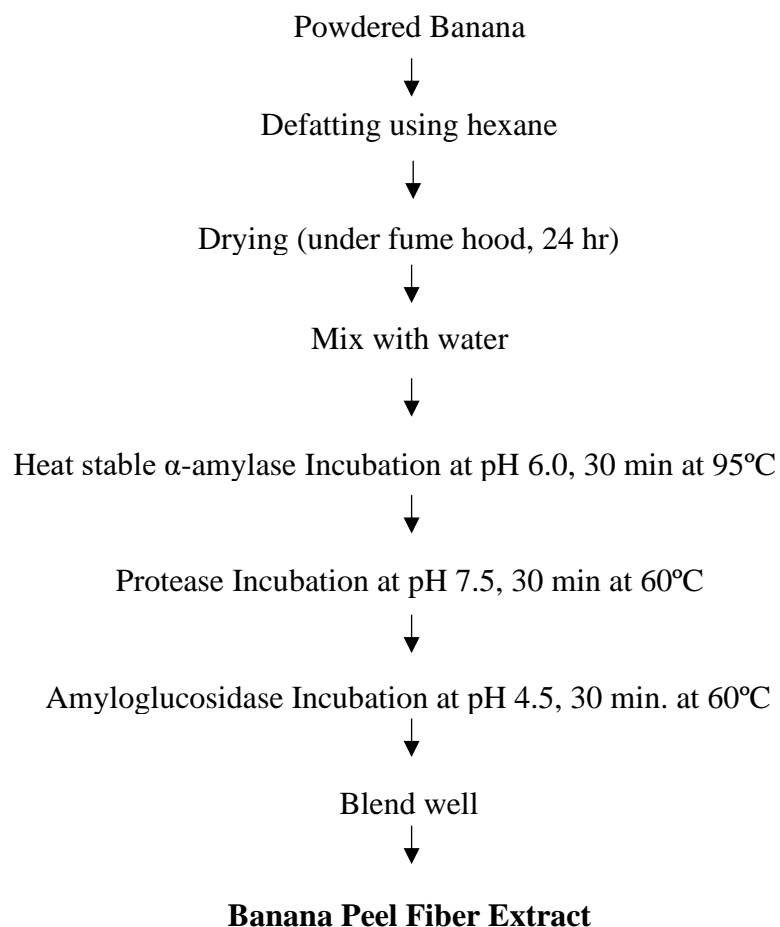 Powdered Banana
Defatting using hexane
Drying (under fume hood, 24 hr)
Mix with water
Heat stable α-amylase Incubation at pH 6.0, 30 min at 95ºC
Protease Incubation at pH 7.5, 30 min at 60ºC
Amyloglucosidase Incubation at pH 4.5, 30 min. at 60ºC
Blend well
Banana Peel Fiber Extract